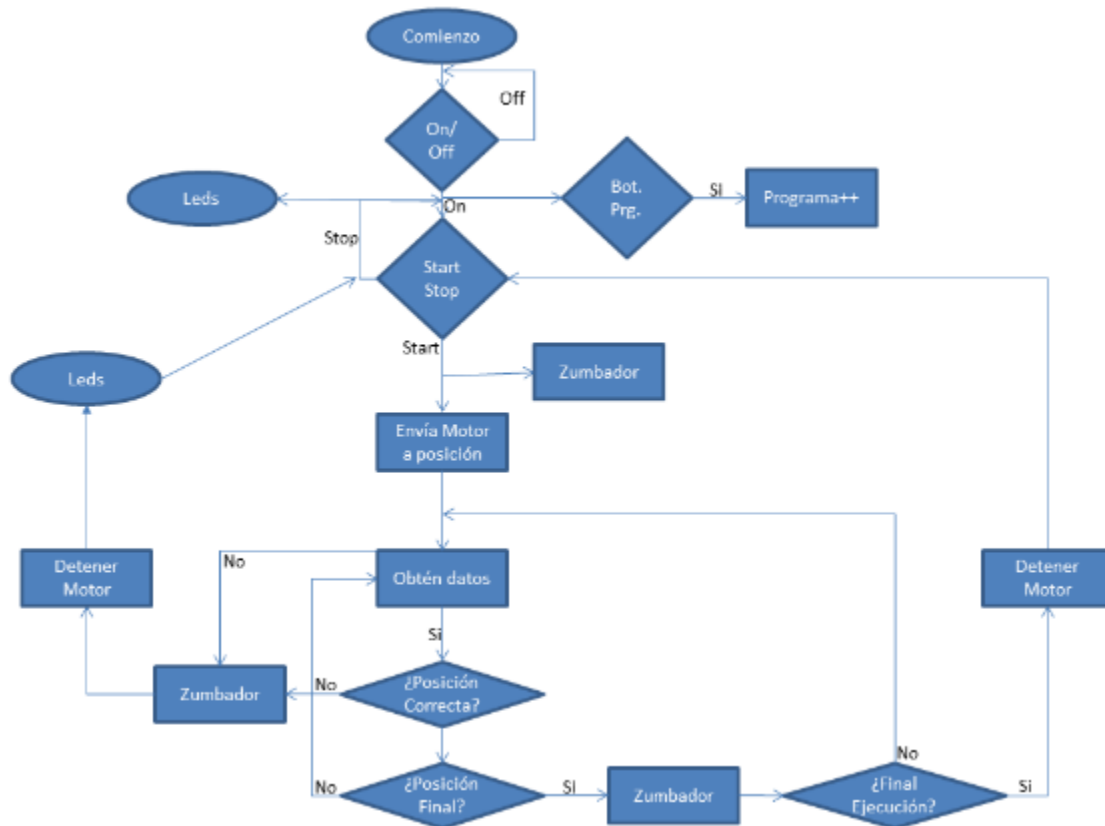 Comienzo
Off
On/
Off
Leds
Bot.
Prg.
SI
Programa++
On
Stop
Start
Stop
Start
Leds
Zumbador
Envía Motor
a posición
No
Detener
Motor
Obtén datos
Detener
Motor
Si
Zumbador
No
¿Posición
Correcta?
No
No
¿Posición
Final?
SI
Zumbador
¿Final
Ejecución?
Si